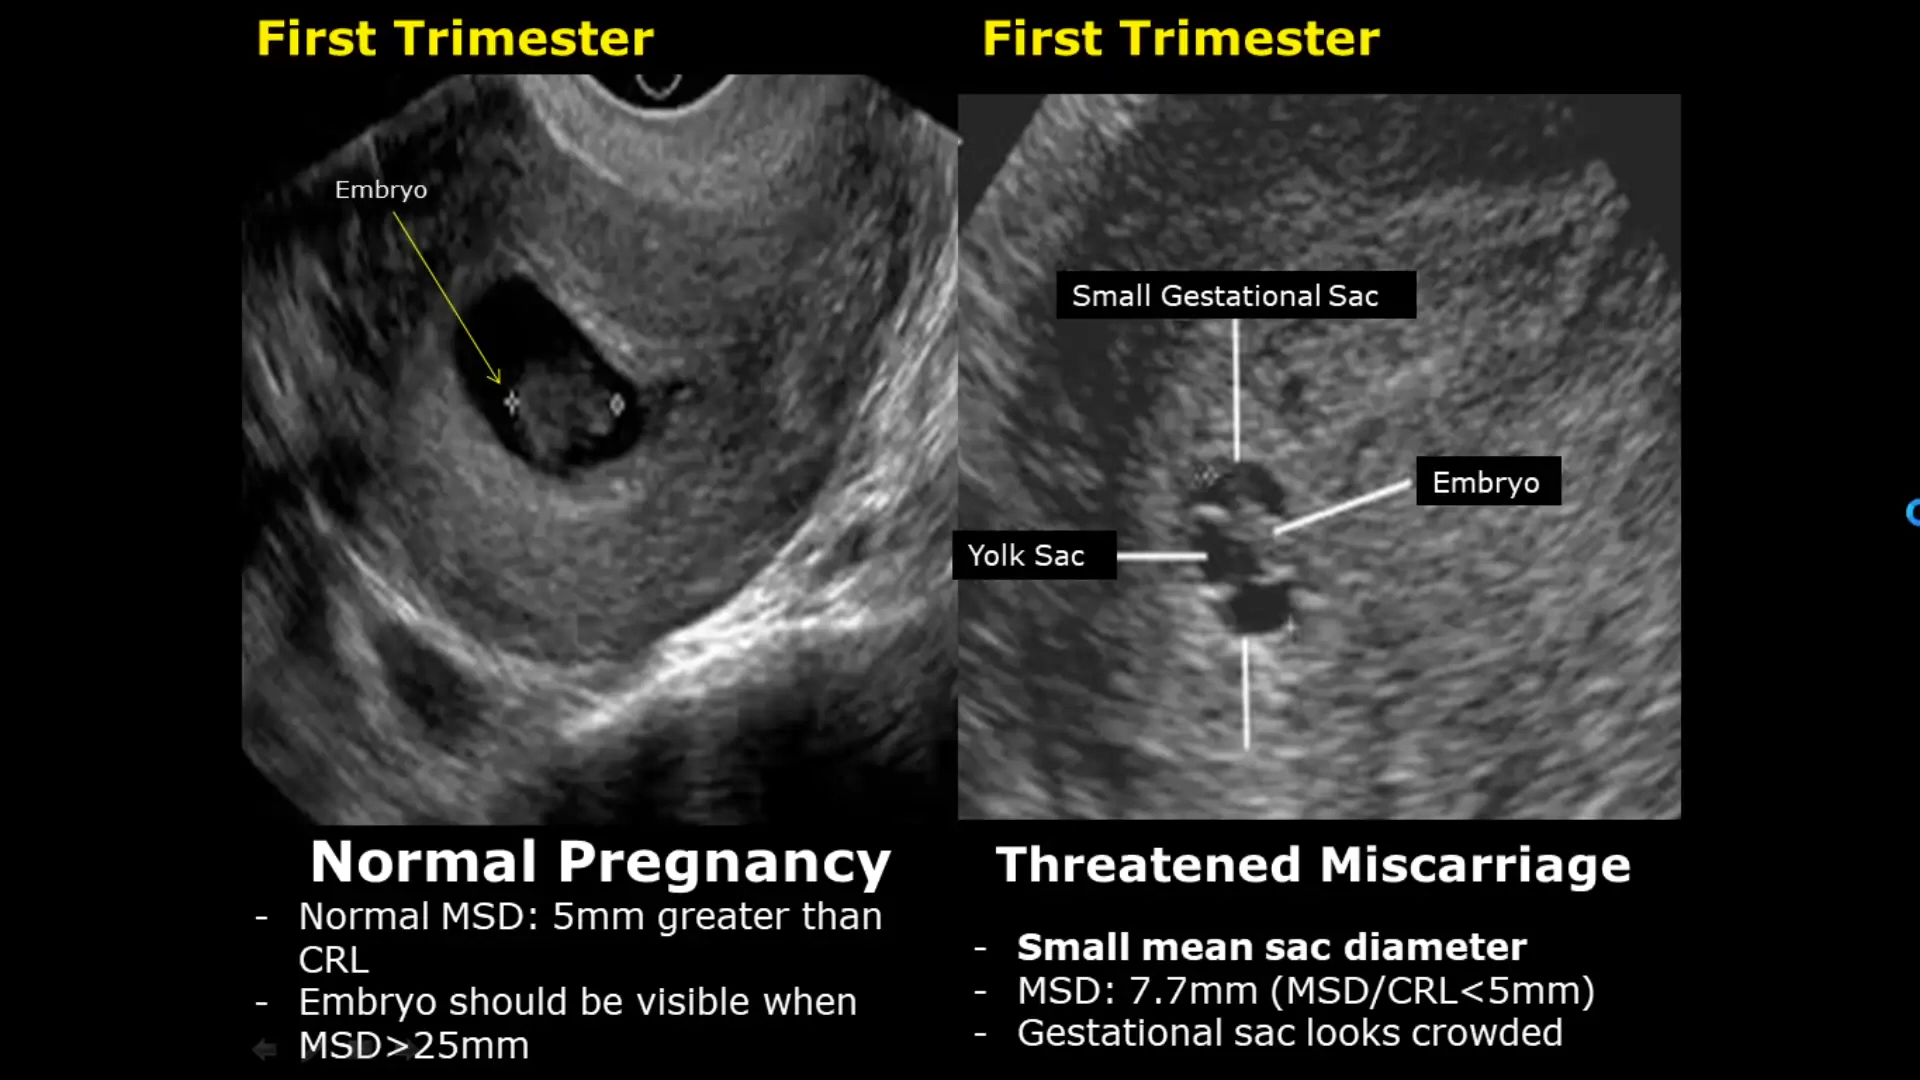 First Trimester
Embryo
Normal Pregnancy
- Normal MSD: 5mm greater than
CRL
- Embryo should be visible when
MSD>25mm
First Trimester
Small Gestational Sac
Embryo
Yolk Sac
Threatened Miscarriage
- Small mean sac diameter
- MSD: 7.7mm (MSD/CRL<5mm)
- Gestational sac looks crowded